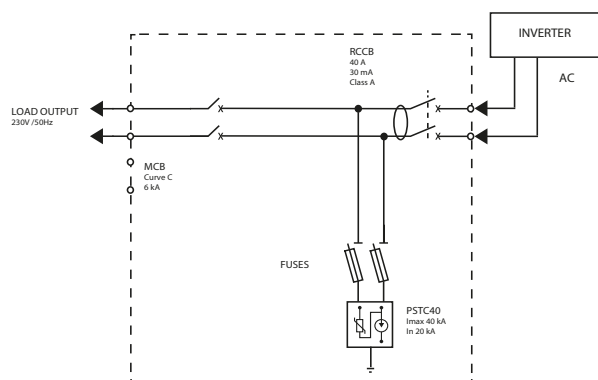 INVERTER
RCCB
40 A
30 mA
Class A
AC
LOAD OUTPUT
230V /50Hz
MCB
Curve C
6 kA
FUSES
PSTC40
Imax 40 kA
In 20 kA